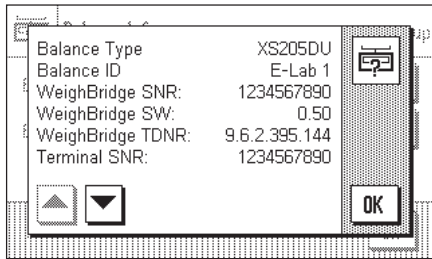 Balance Type XS205DU
Balance ID E-Lab 1
WeighBridge SNR: 1234567890
WeighBridge SW: 0.50
WeighBridge TDNR: 9.6.2.395.144
Terminal SNR: 1234567890
OK